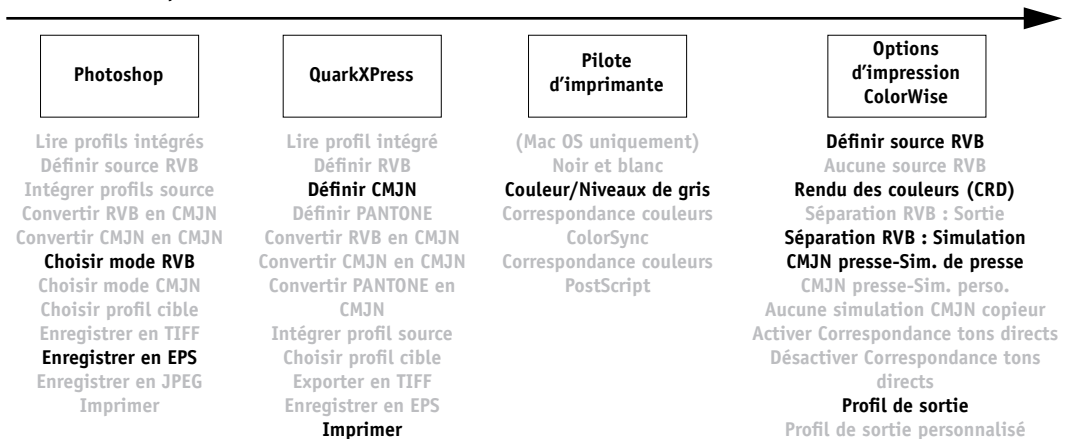 Photoshop
Lire profils intégrés
Définir source RVB
Intégrer profils source
Convertir RVB en CMJN
Convertir CMJN en CMJN
Choisir mode RVB
Choisir mode CMJN
Choisir profil cible
Enregistrer en TIFF
Enregistrer en EPS
Enregistrer en JPEG
Imprimer
QuarkXPress
Lire profil intégré
Définir RVB
Définir CMJN
Définir PANTONE
Convertir RVB en CMJN
Convertir CMJN en CMJN
Convertir PANTONE en
CMJN
Intégrer profil source
Choisir profil cible
Exporter en TIFF
Enregistrer en EPS
Imprimer
Pilote
d'imprimante
(Mac OS uniquement)
Noir et blanc
Couleur/Niveaux de gris
Correspondance couleurs
ColorSync
Correspondance couleurs
PostScript
Options
d'impression
ColorWise
Définir source RVB
Aucune source RVB
Rendu des couleurs (CRD)
Séparation RVB : Sortie
Séparation RVB : Simulation
CMJN presse-Sim. de presse
CMJN presse-Sim. perso.
Aucune simulation CMJN copieur
Activer Correspondance tons directs
Désactiver Correspondance tons
directs
Profil de sortie
Profil de sortie personnalisé